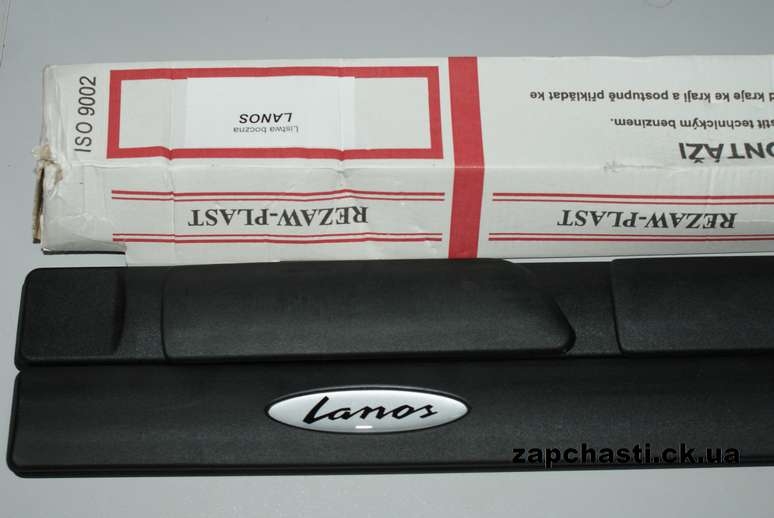 ISO 9002
Listwa boczna
LANOS
REZAW-PLAST
REZAW-PLAST
d kraje ke kraji a postupně přikládat ke
stit technickým benzinem.
ONTÁŽI
Lanos
zapchasti.ck.ua